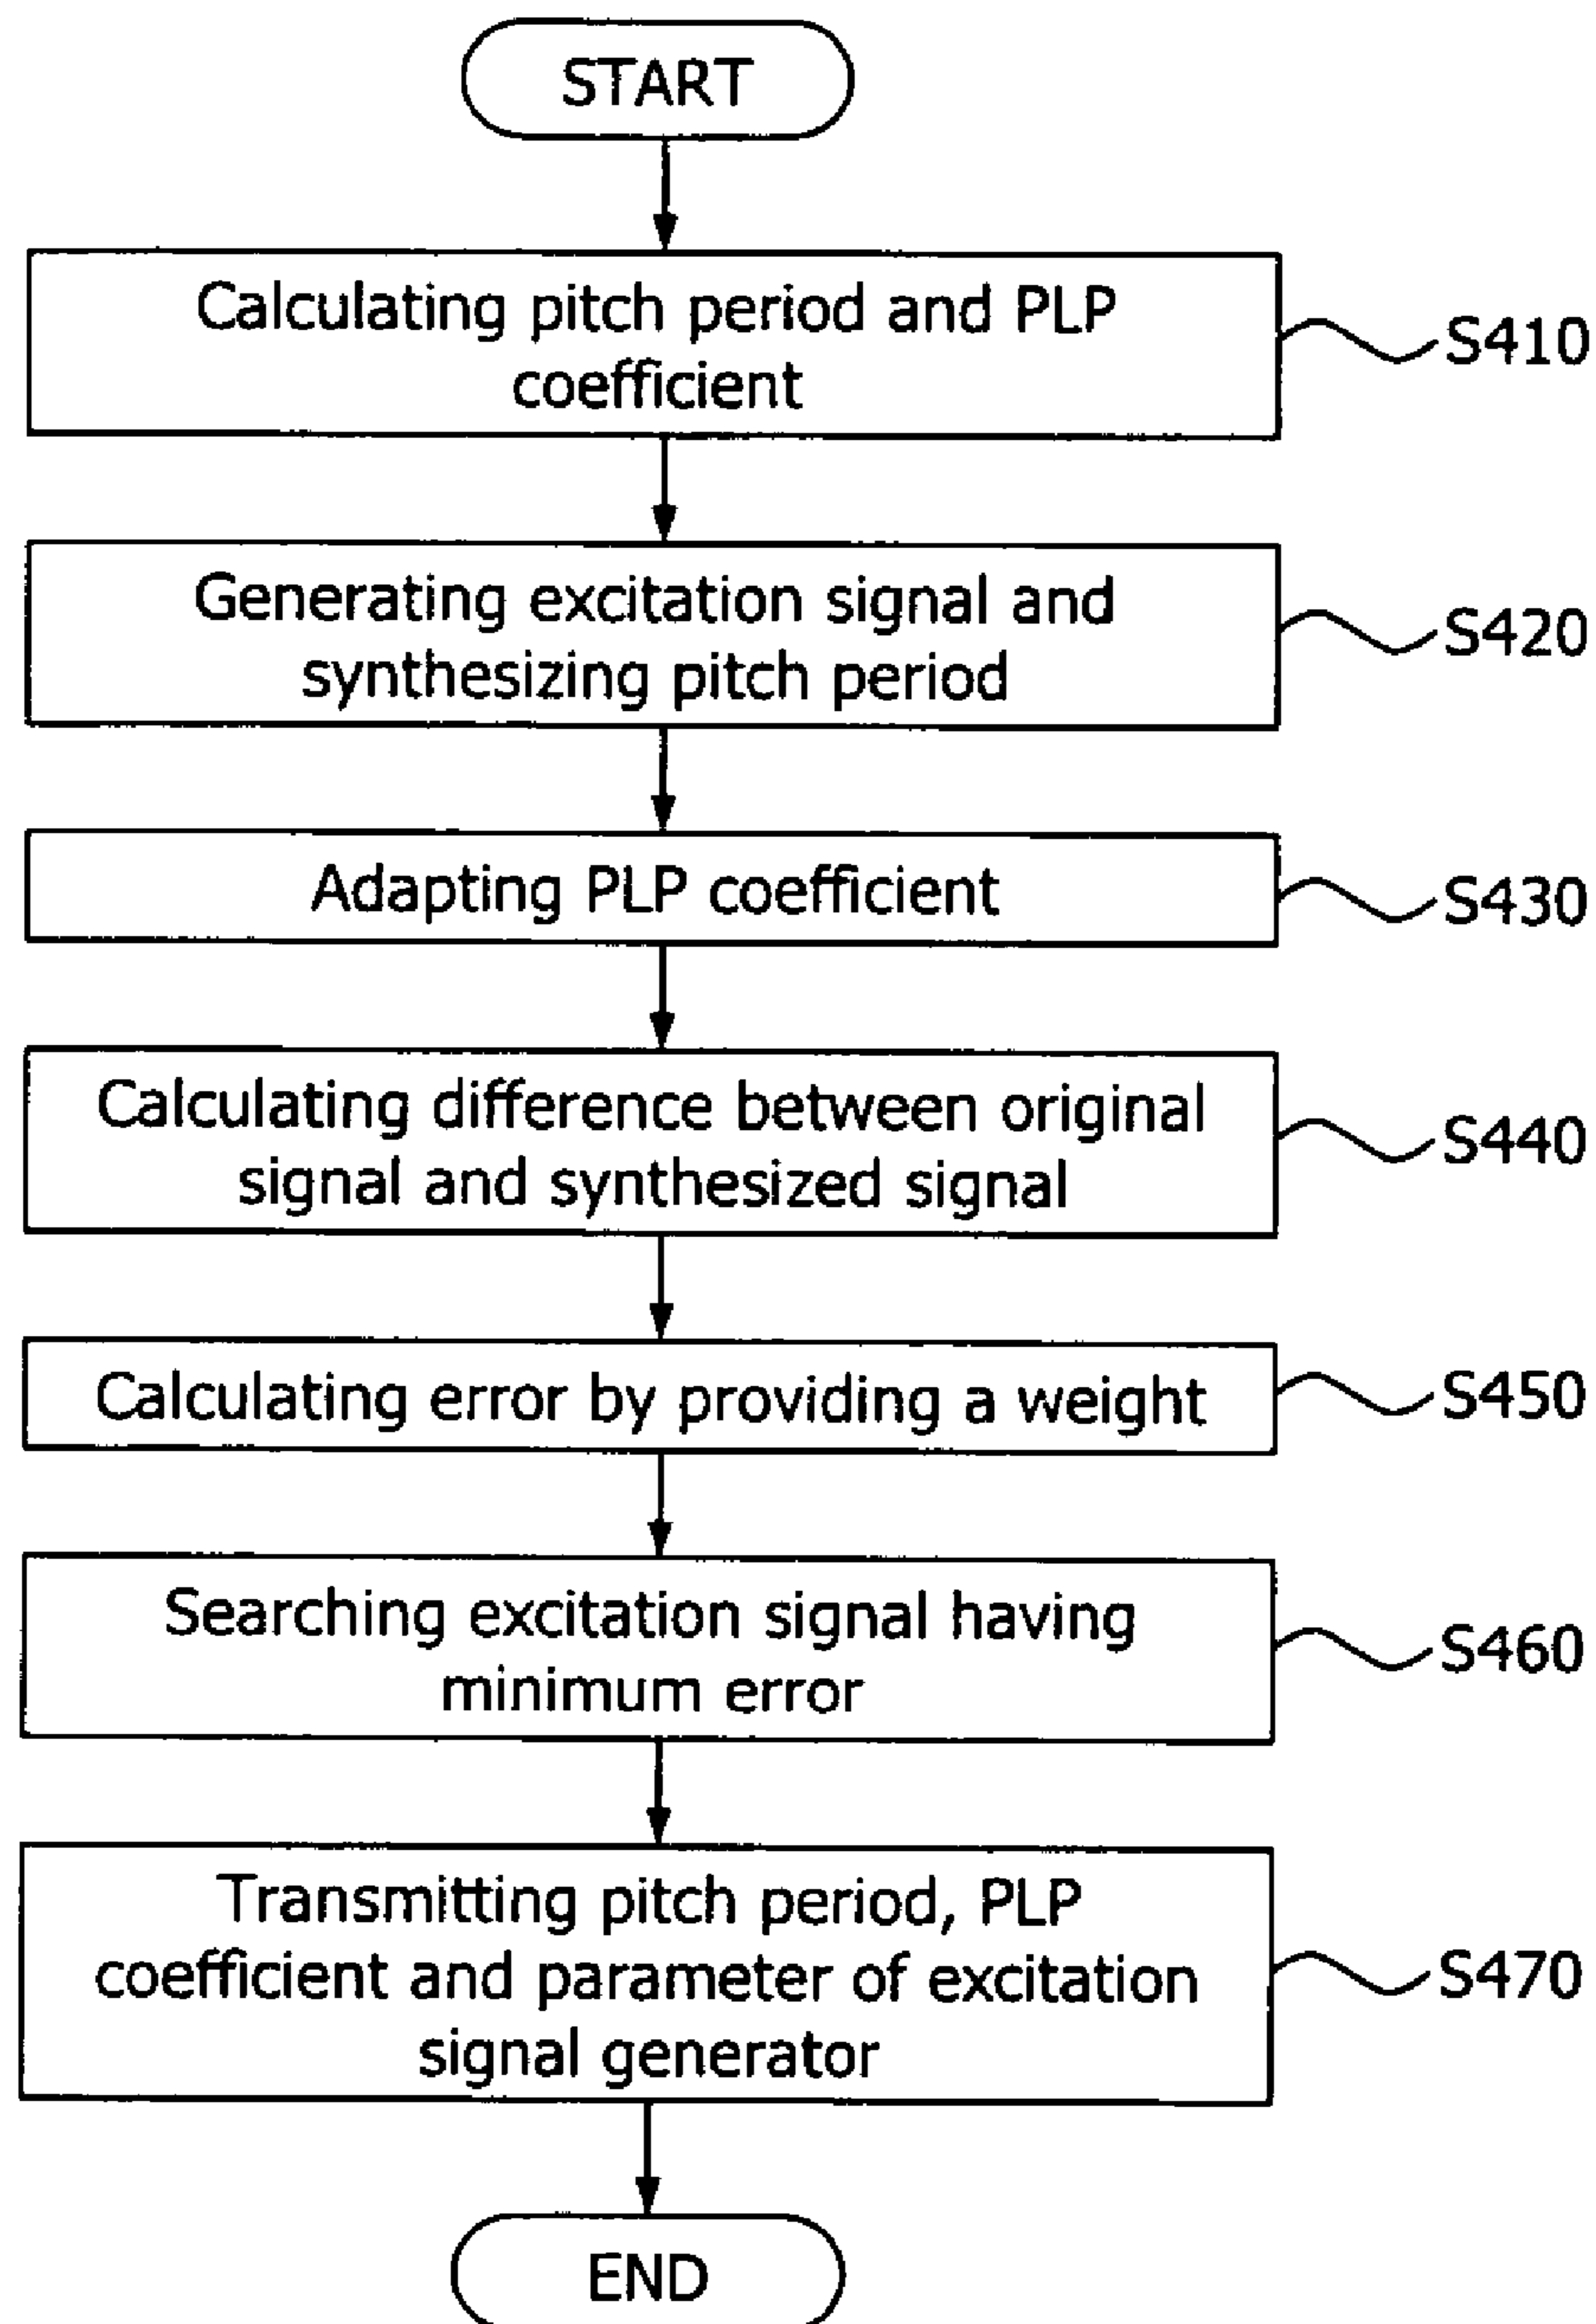 START
Calculating pitch period and PLP
coefficient
S410
Generating excitation signal and
synthesizing pitch period
S420
Adapting PLP coefficient
S430
Calculating difference between original
signal and synthesized signal
S440
Calculating error by providing a weight
S450
Searching excitation signal having
minimum error
S460
Transmitting pitch period, PLP
coefficient and parameter of excitation
signal generator
S470
END